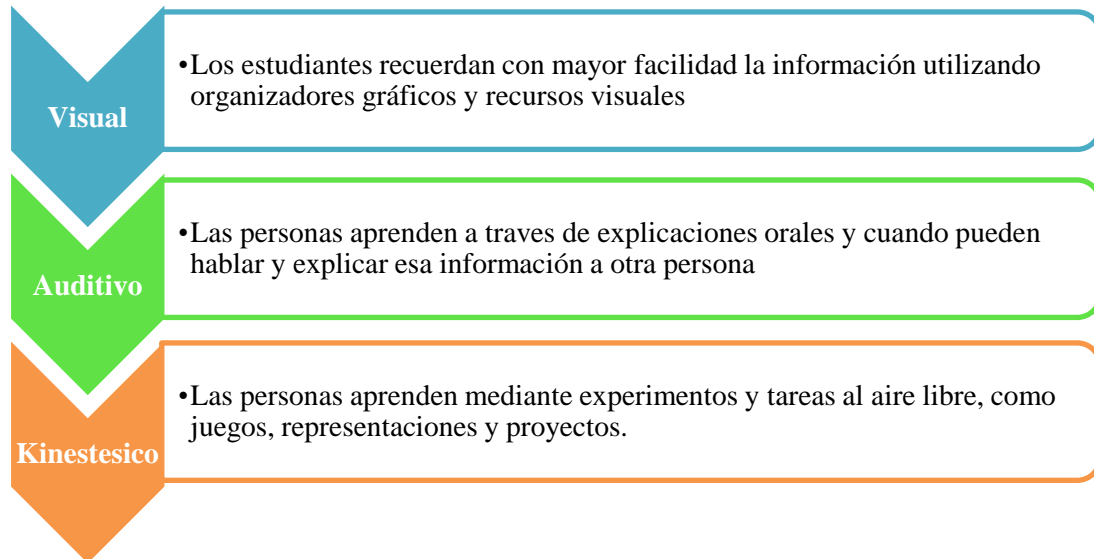 Visual
•Los estudiantes recuerdan con mayor facilidad la información utilizando
organizadores gráficos y recursos visuales
Auditivo
•Las personas aprenden a traves de explicaciones orales y cuando pueden
hablar y explicar esa información a otra persona
Kinestesico
•Las personas aprenden mediante experimentos y tareas al aire libre, como
juegos, representaciones y proyectos.